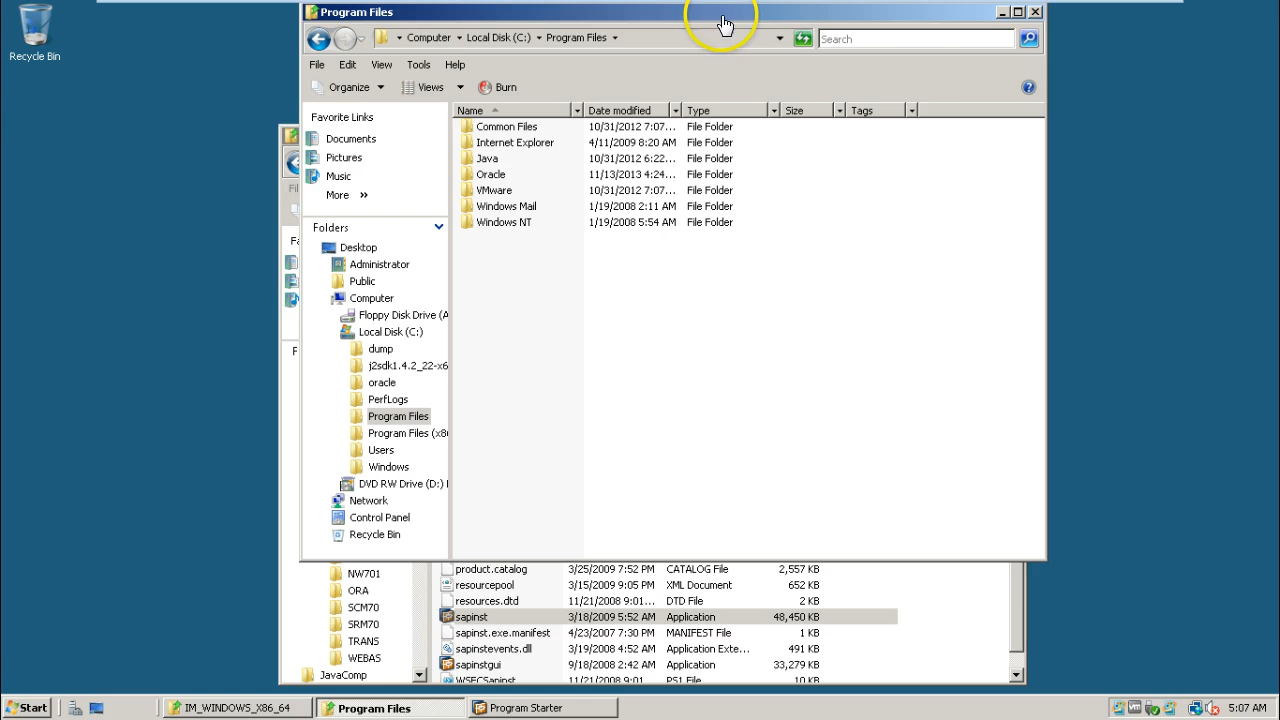 Recycle Bin
Program Files
Computer Local Disk (C:) Program Files
Search
File Edit View Tools Help
Organize Views Burn
Favorite Links
Documents
Pictures
Music
More »
Folders
Desktop
Administrator
Public
Computer
Floppy Disk Drive (A
Local Disk (C:)
dump
j2sdk1.4.2_22-x6
oracle
PerfLogs
Program Files
Program Files (x8
Users
Windows
DVD RW Drive (D:)
Network
Control Panel
Recycle Bin
Name Date modified Type Size Tags
Common Files 10/31/2012 7:07... File Folder
Internet Explorer 4/11/2009 8:20 AM File Folder
Java 10/31/2012 6:22... File Folder
Oracle 11/13/2013 4:24... File Folder
VMware 10/31/2012 7:07... File Folder
Windows Mail 1/19/2008 2:11 AM File Folder
Windows NT 1/19/2008 5:54 AM File Folder
NW701
ORA
SCM70
SRM70
TRANS
WEBAS
JavaComp
product.catalog 3/25/2009 7:52 PM CATALOG File 2,557 KB
resourcepool 3/15/2009 9:05 PM XML Document 652 KB
resources.dtd 11/21/2008 9:01... DTD File 2 KB
sapinst 3/18/2009 5:52 AM Application 48,450 KB
sapinst.exe.manifest 4/23/2007 7:30 PM MANIFEST File 1 KB
sapinstevents.dll 3/19/2008 4:52 AM Application Exte... 491 KB
sapinstgui 9/18/2008 2:42 AM Application 33,279 KB
WSECSapinst 11/21/2008 9:01... PS1 File 10 KB
Start
IM_WINDOWS_X86_64
Program Files
Program Starter
5:07 AM